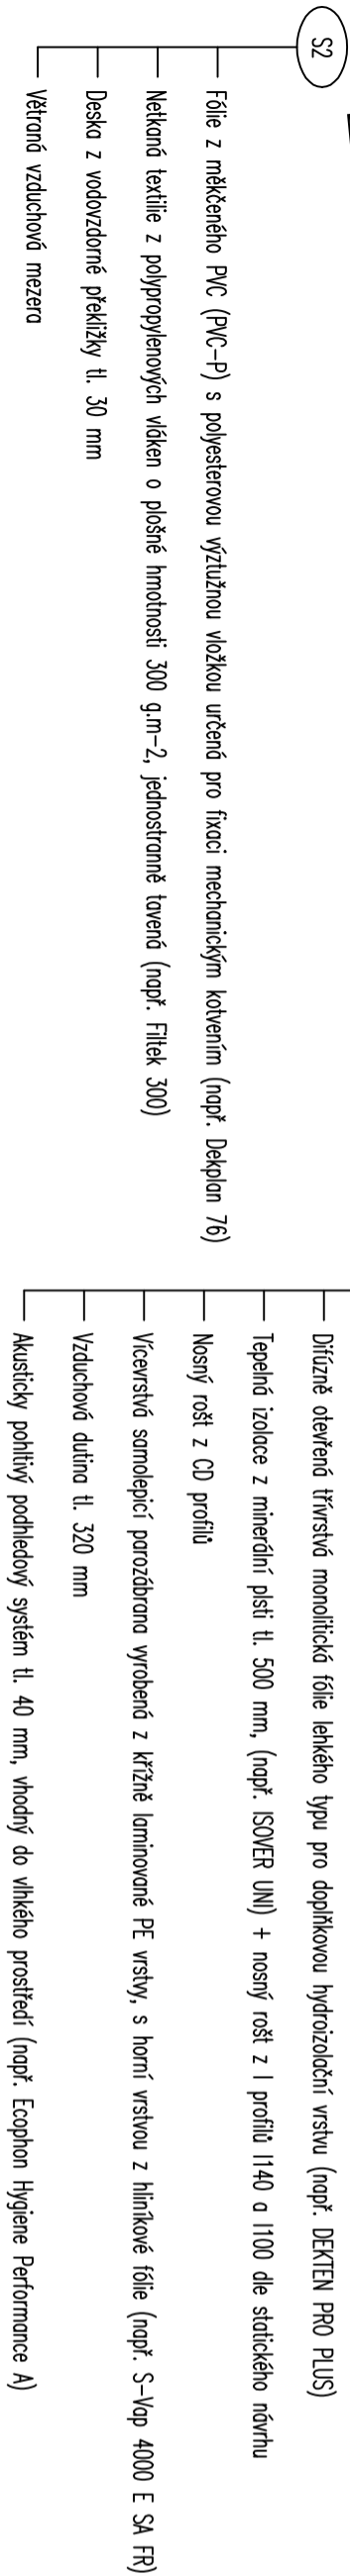 S2
Fólie z měkčeného PVC (PVC-P) s polyesterovou výztužnou vložkou určená pro fixaci mechanickým kotvením (např. Dekplan 76)
Netkaná textilie z polypropylenových vláken o plošné hmotnosti 300 g.m-2, jednostranně tavená (např. Filtek 300)
Deska z vodovzdorné překližky tl. 30 mm
Větraná vzduchová mezera
Difúzně otevřená třívrstvá monolitická fólie lehkého typu pro doplňkovou hydroizolační vrstvu (např. DEKTEN PRO PLUS)
Tepelná izolace z minerální plsti tl. 500 mm, (např. ISOVER UNI) + nosný rošt z I profilů I140 a I100 dle statického návrhu
Nosný rošt z CD profilů
Vícevrstvá samolepicí parozábrana vyrobená z křížně laminované PE vrstvy, s horní vrstvou z hliníkové fólie (např. S-Vap 4000 E SA FR)
Vzduchová dutina tl. 320 mm
Akusticky pohltivý podhledový systém tl. 40 mm, vhodný do vlhkého prostředí (např. Ecophon Hygiene Performance A)